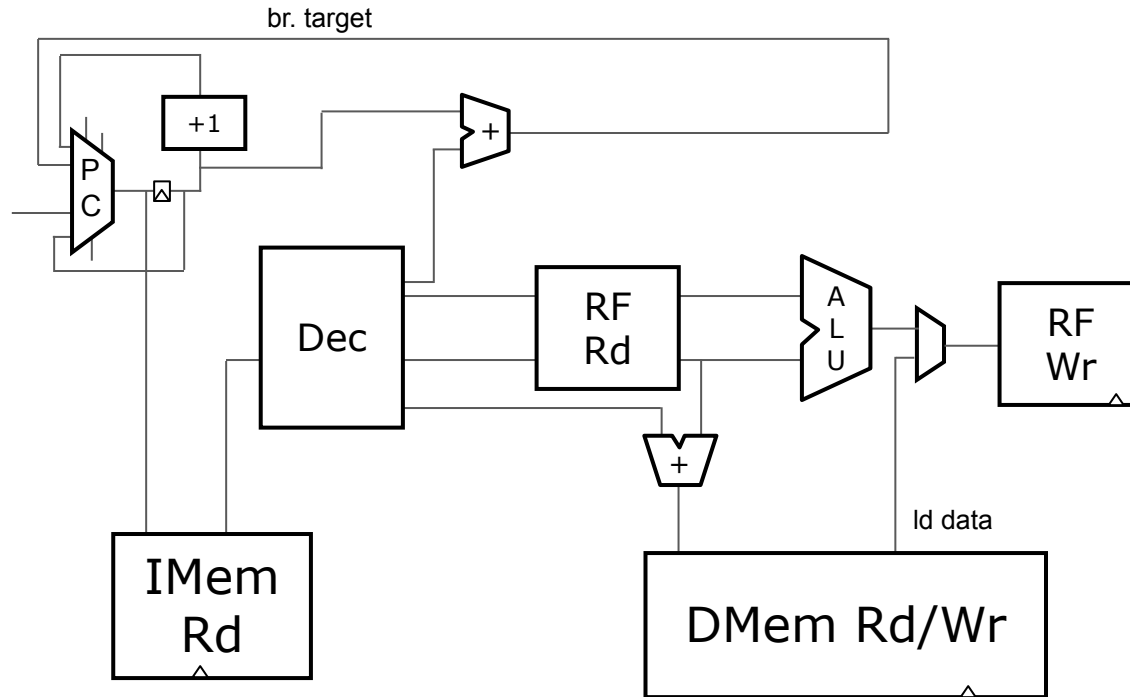 br. target
+1
+
P
C
Dec
RF
Rd
A
L
U
RF
Wr
+
ld data
IMem
Rd
DMem Rd/Wr